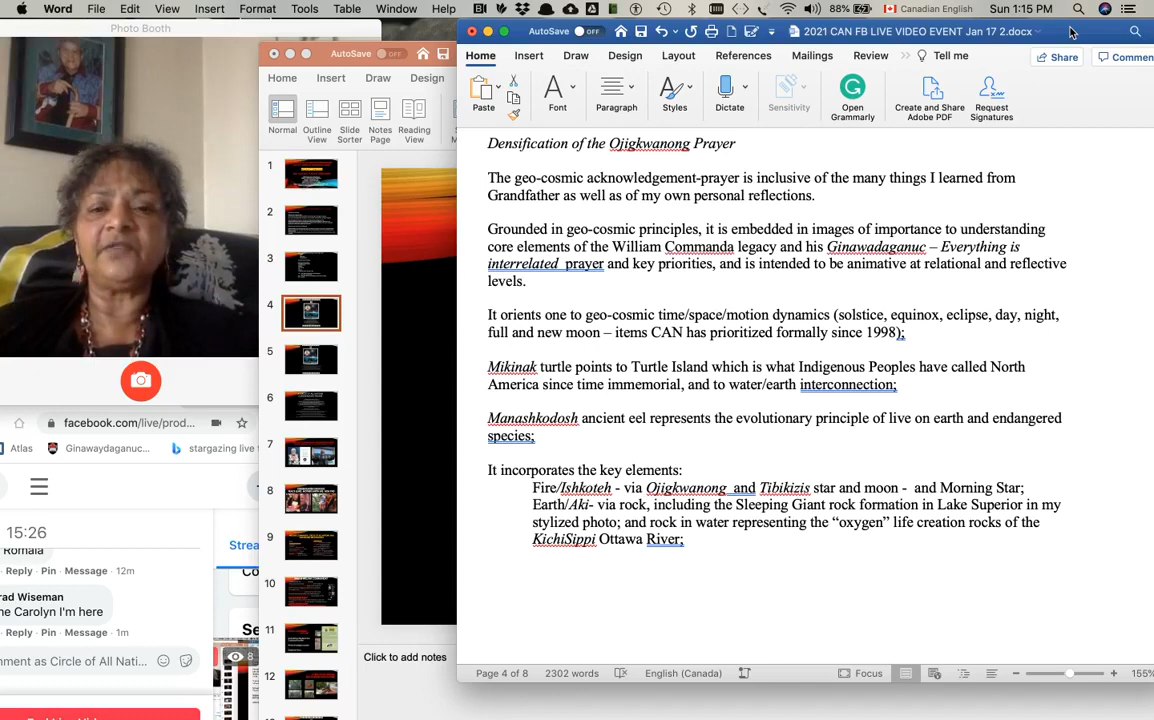 Word File Edit View Insert Format Tools Table Window Help 88% Canadian English Sun 1:15 PM
Photo Booth
AutoSave OFF
Home Insert Draw Design
Normal Outline View Slide Sorter Notes Page Reading View
1
2
3
4
5
6
7
8
9
10
11
12
Click to add notes
facebook.com/live/prod...
Atlas Ginawaydaganuc... stargazing live
15:26
Romala
Reply · Pin · Message · 12m
rad Wiseman
me Carolyn I'm here
Reply · Pin · Message · 1m
mment as Circle of All Nati...
Strea
Se
8
AutoSave OFF 2021 CAN FB LIVE VIDEO EVENT Jan 17 2.docx
Home Insert Draw Design Layout References Mailings Review Tell me Share Commen
Paste Font Paragraph Styles Dictate Sensitivity Open Grammarly Create and Share Adobe PDF Request Signatures
Densification of the Ojigkwanong Prayer
The geo-cosmic acknowledgement-prayer is inclusive of the many things I learned from
Grandfather as well as of my own personal reflections.
Grounded in geo-cosmic principles, it is embedded in images of importance to understanding
core elements of the William Commanda legacy and his Ginawadaganuc – Everything is
interrelated prayer and key priorities, and is intended to be animative at relational and reflective
levels.
It orients one to geo-cosmic time/space/motion dynamics (solstice, equinox, eclipse, day, night,
full and new moon – items CAN has prioritized formally since 1998);
Mikinak turtle points to Turtle Island which is what Indigenous Peoples have called North
America since time immemorial, and to water/earth interconnection;
Manashkodosh ancient eel represents the evolutionary principle of live on earth and endangered
species;
It incorporates the key elements:
Fire/Ishkoteh - via Ojigkwanong and Tibikizis star and moon - and Morning Star;
Earth/Aki- via rock, including the Sleeping Giant rock formation in Lake Superior in my
stylized photo; and rock in water representing the “oxygen” life creation rocks of the
KichiSippi Ottawa River;
Page 4 of 8 2302 words English (Canada) Focus 155%